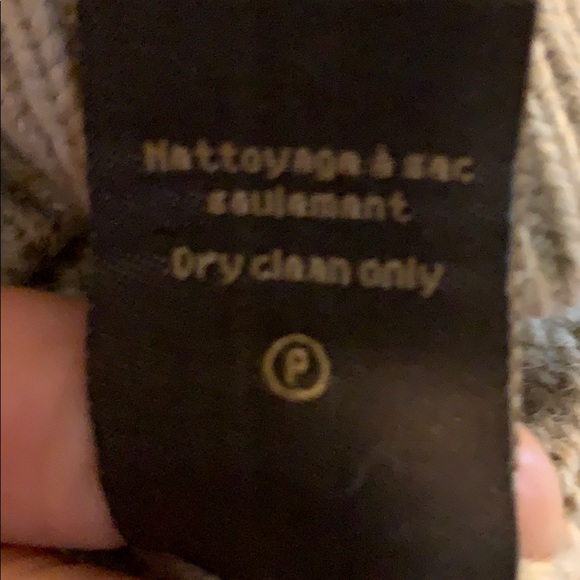 Nettoyage à sec
seulement
Dry clean only
P